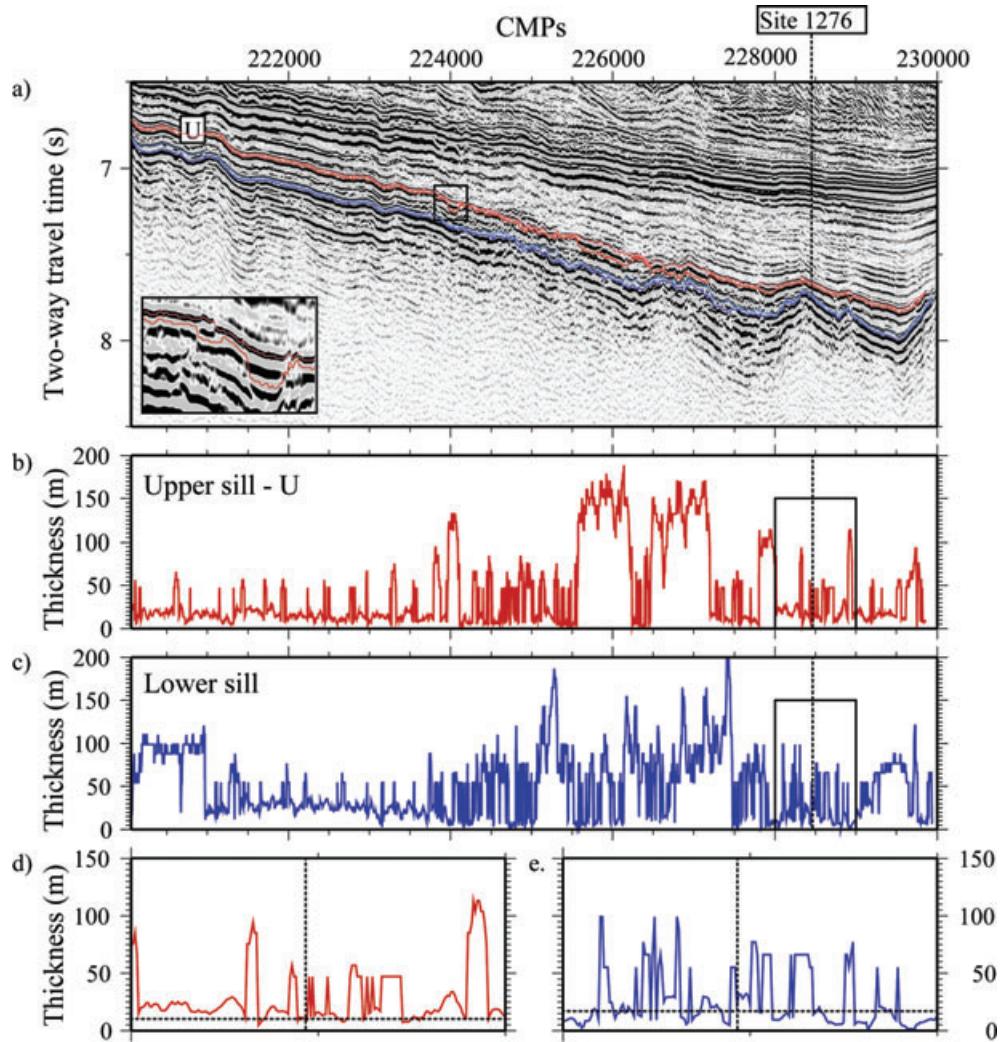 Site 1276
CMPs
222000 224000 226000 228000 230000
a)
U
Two-way travel time (s)
7
8
b)
Upper sill - U
Thickness (m)
200
150
100
50
0
c)
Lower sill
Thickness (m)
200
150
100
50
0
d)
Thickness (m)
150
100
50
0
e.
150
100
50
0